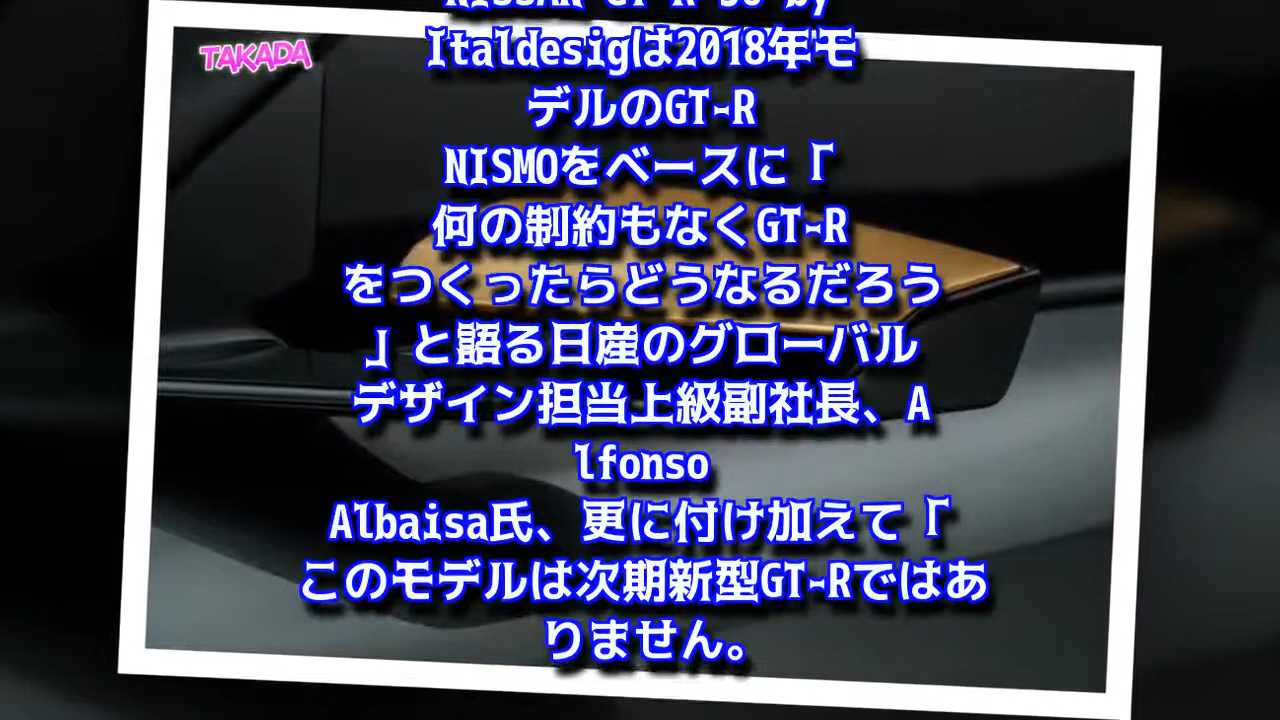 TAKADA
NISSAN GT-R 50 by
Italdesigは2018年モ
デルのGT-R
NISMOをベースに「
何の制約もなくGT-R
をつくったらどうなるだろう
」と語る日産のグローバル
デザイン担当上級副社長、A
lfonso
Albaisa氏、更に付け加えて「
このモデルは次期新型GT-Rではあ
りません。